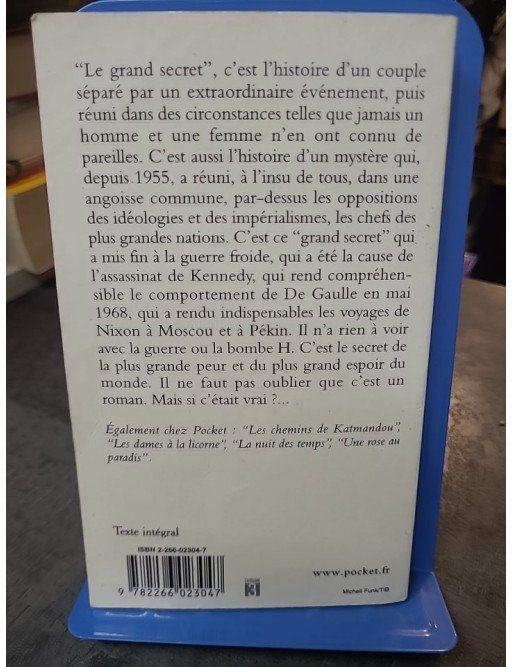 “Le grand secret”, c’est l’histoire d’un couple
séparé par un extraordinaire événement, puis
réuni dans des circonstances telles que jamais un
homme et une femme n’en ont connu de
pareilles. C’est aussi l’histoire d’un mystère qui,
depuis 1955, a réuni, à l’insu de tous, dans une
angoisse commune, par-dessus les oppositions
des idéologies et des impérialismes, les chefs des
plus grandes nations. C’est ce “grand secret” qui
a mis fin à la guerre froide, qui a été la cause de
l’assassinat de Kennedy, qui rend compréhen-
sible le comportement de De Gaulle en mai
1968, qui a rendu indispensables les voyages de
Nixon à Moscou et à Pékin. Il n’a rien à voir
avec la guerre ou la bombe H. C’est le secret de
la plus grande peur et du plus grand espoir du
monde. Il ne faut pas oublier que c’est un
roman. Mais si c’était vrai ?...
Également chez Pocket : “Les chemins de Katmandou”,
“Les dames à la licorne”, “La nuit des temps”, “Une rose au
paradis”.
Texte intégral
ISBN 2-266-02304-7
9 782266 023047
3
www.pocket.fr
Michell Funk/TIB